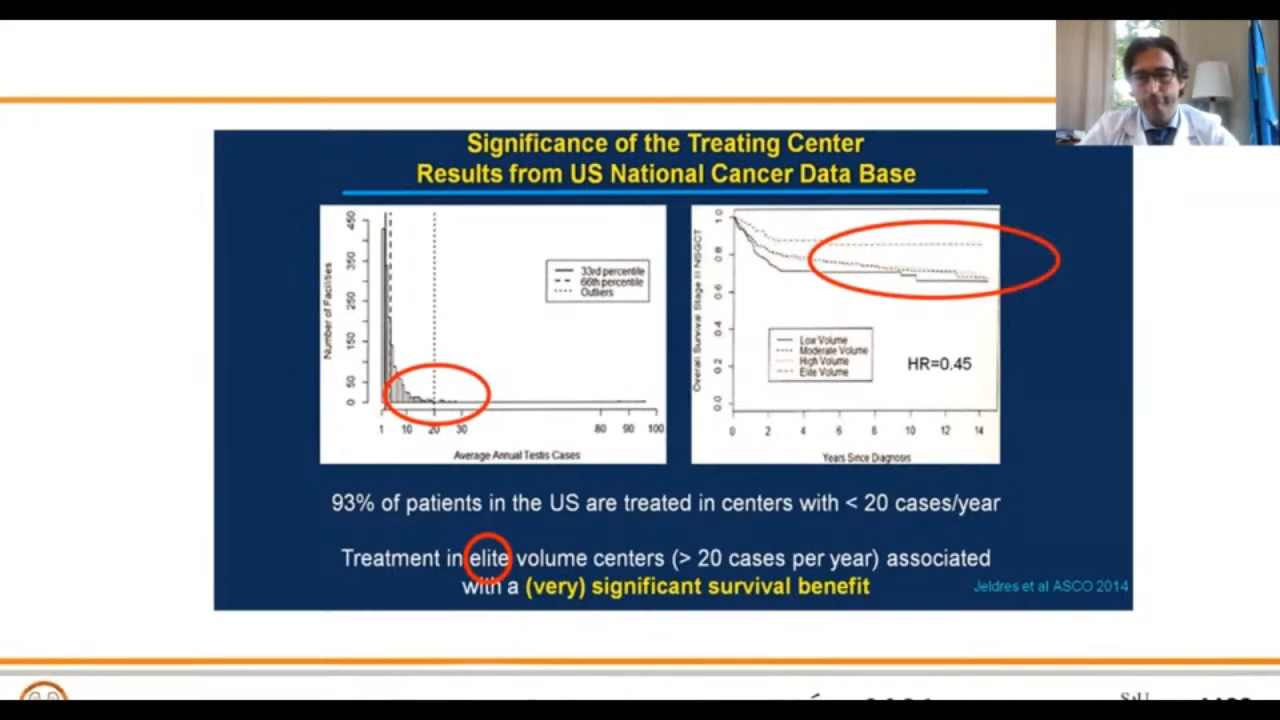 Significance of the Treating Center
Results from US National Cancer Data Base
Number of Facilities
450
350
250
150
50
0
33rd percentile
66th percentile
Outliers
1 10 20 30 80 90 100
Average Annual Testis Cases
Overall Survival Stage III NSGCT
1.0
0.8
0.6
0.4
0.2
0.0
Low Volume
Moderate Volume
High Volume
Elite Volume
HR=0.45
0 2 4 6 8 10 12 14
Years Since Diagnosis
93% of patients in the US are treated in centers with < 20 cases/year
Treatment in elite volume centers (> 20 cases per year) associated
with a (very) significant survival benefit
Jeldres et al ASCO 2014